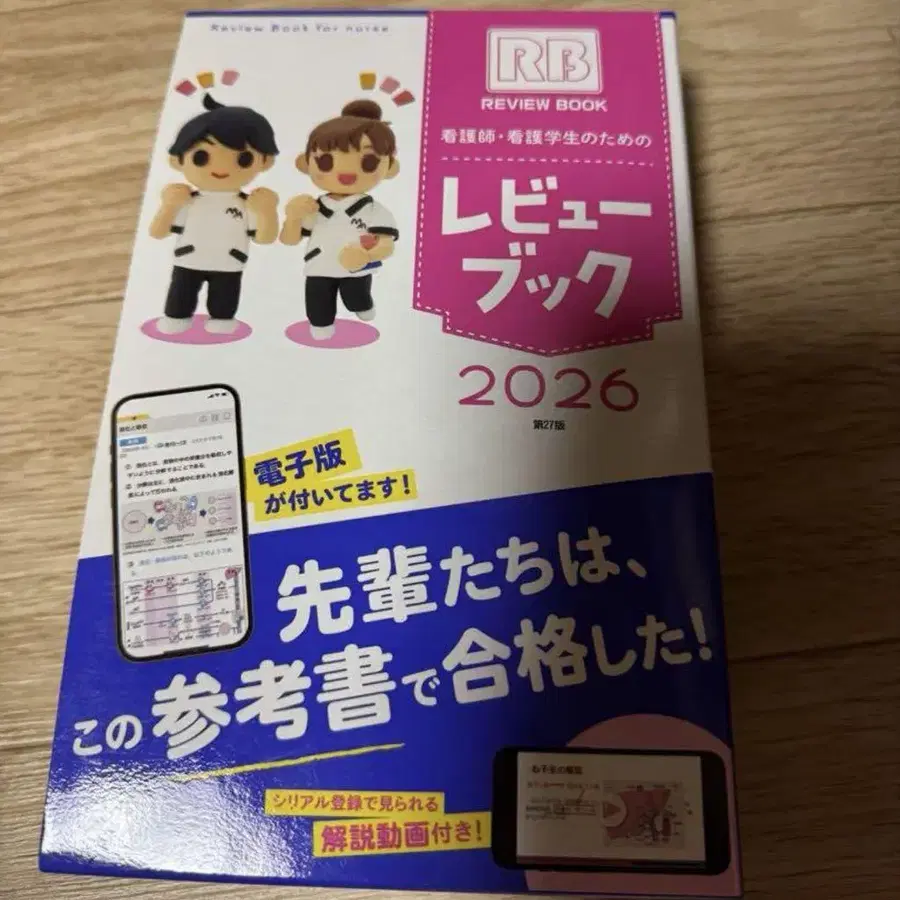 Review Book for nurse
RB
REVIEW BOOK
看護師・看護学生のための
レビュー
ブック
2026
第27版
電子版
が付いてます！
先輩たちは、
この参考書で合格した！
シリアル登録で見られる
解説動画付き！